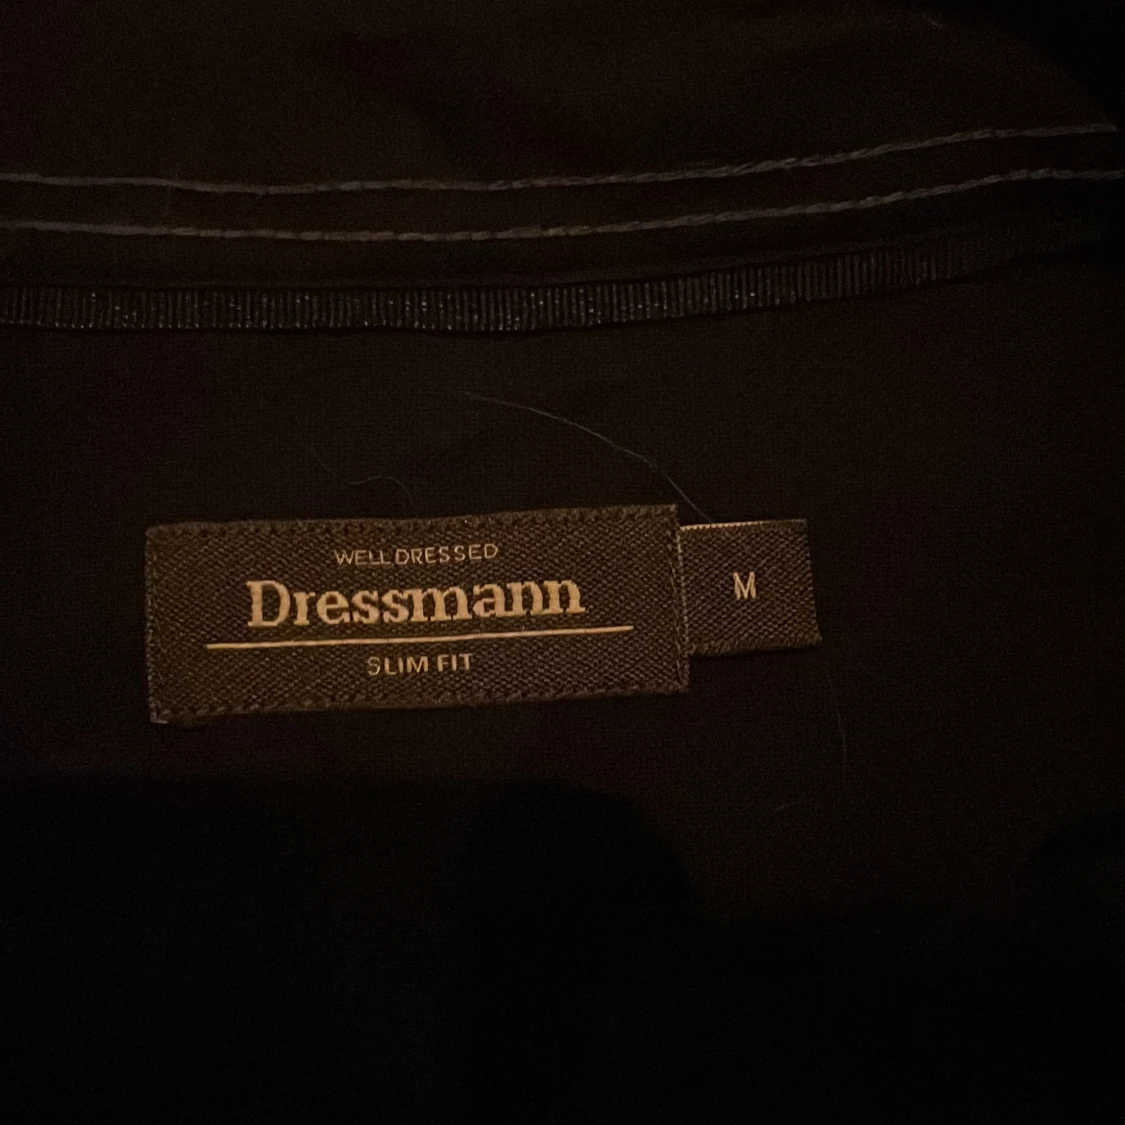 WELL DRESSED
Dressmann
SLIM FIT
M